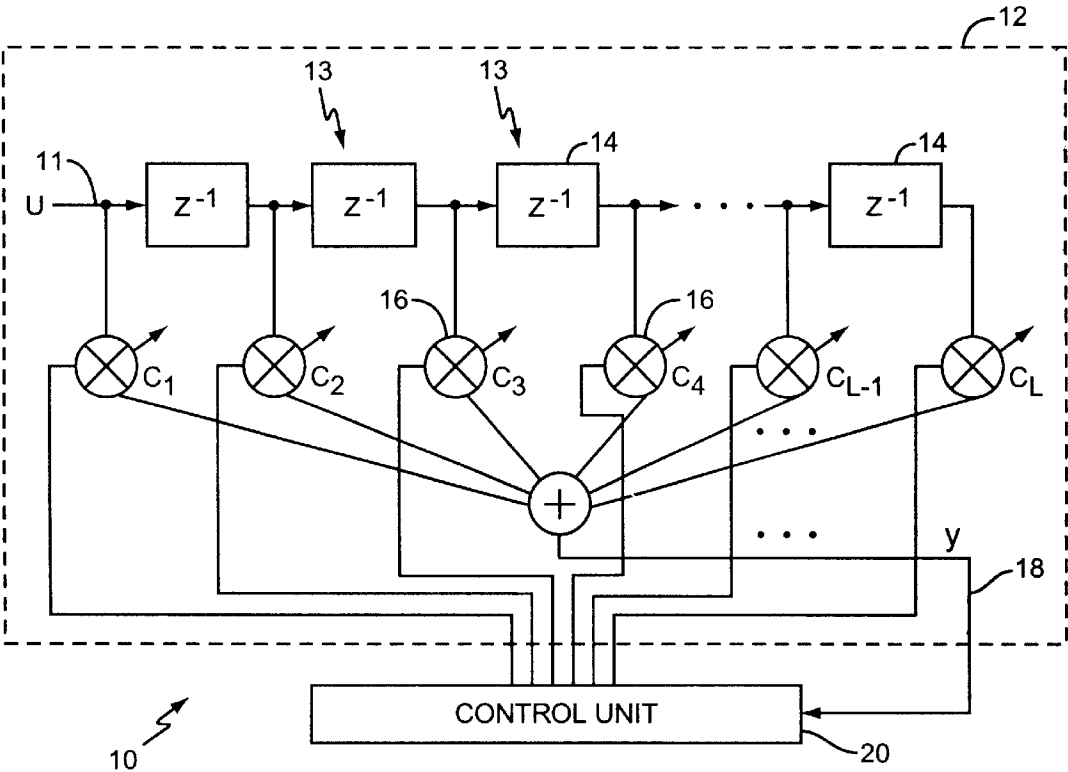 12
13 13
11 14 14
U Z⁻¹ Z⁻¹ Z⁻¹ . . . Z⁻¹
16 16
C₁ C₂ C₃ C₄ C_L-1 C_L
. . .
+
. . . y
18
CONTROL UNIT
10 20